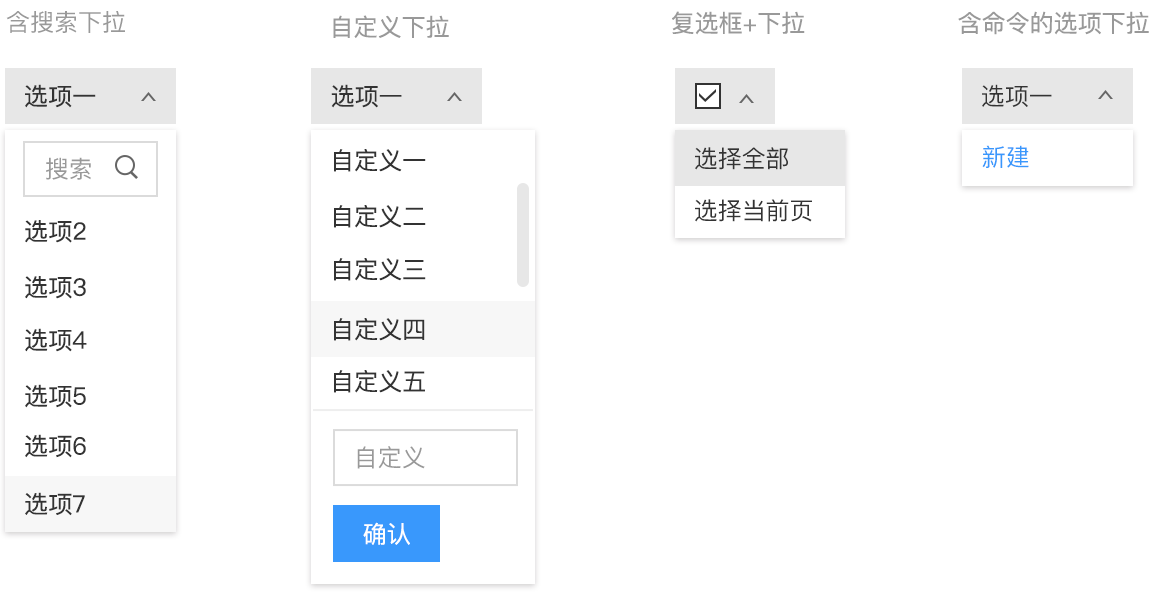 含搜索下拉
选项一
搜索
选项2
选项3
选项4
选项5
选项6
选项7
自定义下拉
选项一
自定义一
自定义二
自定义三
自定义四
自定义五
自定义
确认
复选框+下拉
选择全部
选择当前页
含命令的选项下拉
选项一
新建